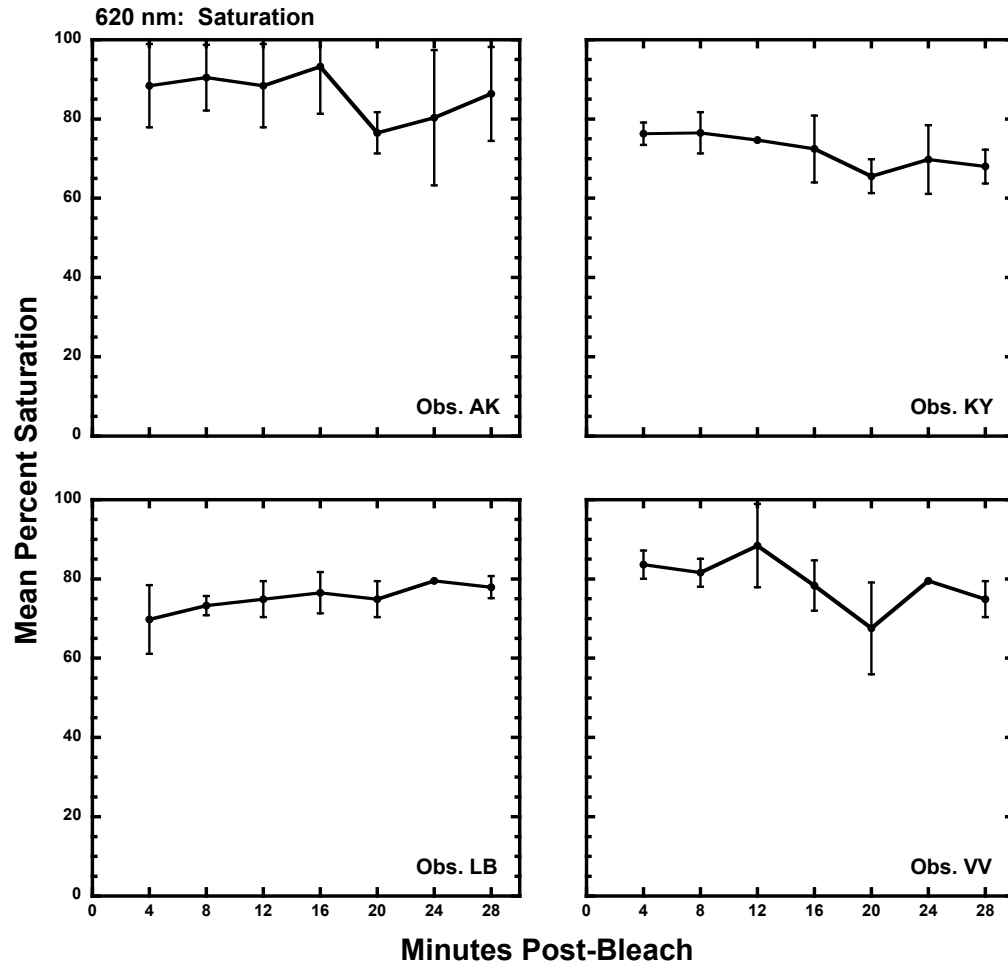 620 nm: Saturation
100
80
60
40
20
0
Obs. AK
Obs. KY
Mean Percent Saturation
100
80
60
40
20
0
Obs. LB
Obs. VV
0 4 8 12 16 20 24 28
0 4 8 12 16 20 24 28
Minutes Post-Bleach